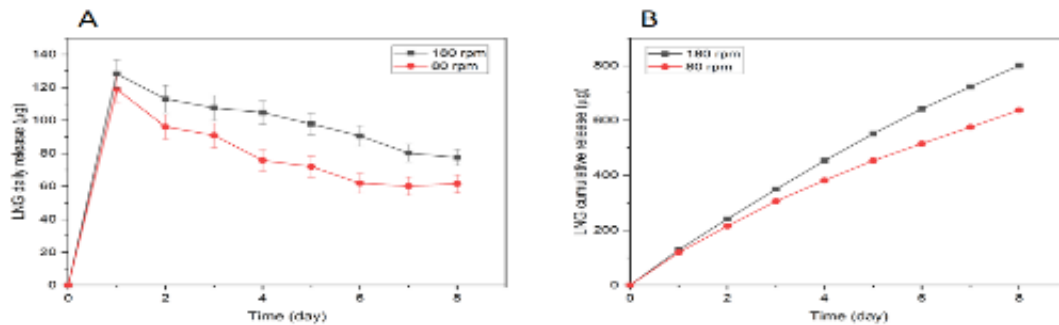 A
LNG daily release (µg)
140
120
100
80
60
40
20
0
180 rpm
80 rpm
0 2 4 6 8
Time (day)
B
LNG cumulative release (µg)
800
600
400
200
0
180 rpm
80 rpm
0 2 4 6 8
Time (day)